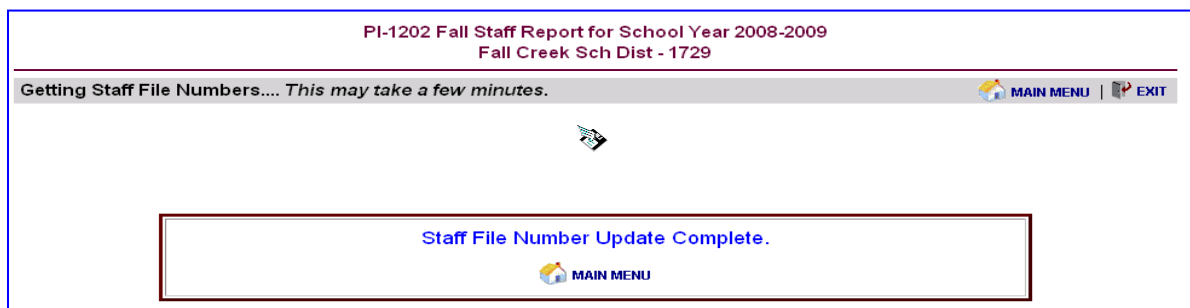 PI-1202 Fall Staff Report for School Year 2008-2009
Fall Creek Sch Dist - 1729
Getting Staff File Numbers.... This may take a few minutes. MAIN MENU | EXIT
Staff File Number Update Complete.
MAIN MENU